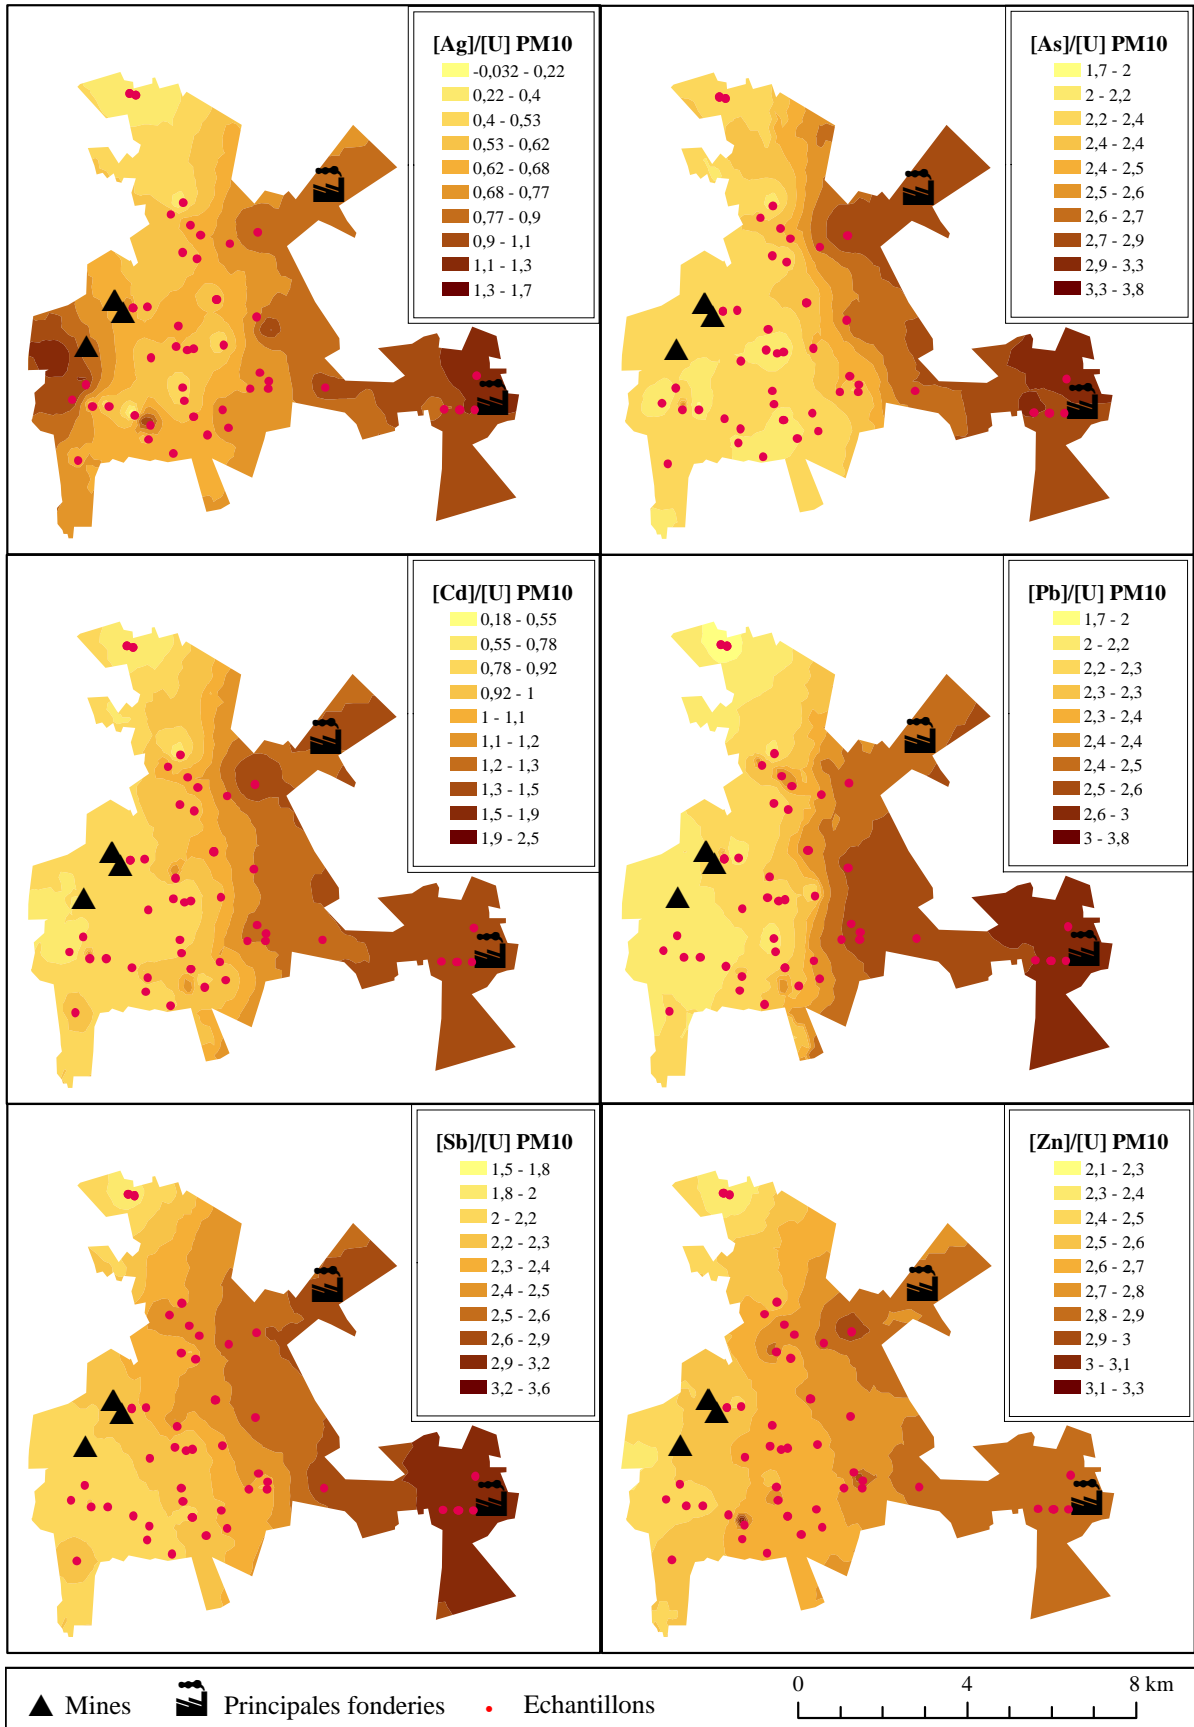 [Ag]/[U] PM10
-0,032 - 0,22
0,22 - 0,4
0,4 - 0,53
0,53 - 0,62
0,62 - 0,68
0,68 - 0,77
0,77 - 0,9
0,9 - 1,1
1,1 - 1,3
1,3 - 1,7
[As]/[U] PM10
1,7 - 2
2 - 2,2
2,2 - 2,4
2,4 - 2,4
2,4 - 2,5
2,5 - 2,6
2,6 - 2,7
2,7 - 2,9
2,9 - 3,3
3,3 - 3,8
[Cd]/[U] PM10
0,18 - 0,55
0,55 - 0,78
0,78 - 0,92
0,92 - 1
1 - 1,1
1,1 - 1,2
1,2 - 1,3
1,3 - 1,5
1,5 - 1,9
1,9 - 2,5
[Pb]/[U] PM10
1,7 - 2
2 - 2,2
2,2 - 2,3
2,3 - 2,3
2,3 - 2,4
2,4 - 2,4
2,4 - 2,5
2,5 - 2,6
2,6 - 3
3 - 3,8
[Sb]/[U] PM10
1,5 - 1,8
1,8 - 2
2 - 2,2
2,2 - 2,3
2,3 - 2,4
2,4 - 2,5
2,5 - 2,6
2,6 - 2,9
2,9 - 3,2
3,2 - 3,6
[Zn]/[U] PM10
2,1 - 2,3
2,3 - 2,4
2,4 - 2,5
2,5 - 2,6
2,6 - 2,7
2,7 - 2,8
2,8 - 2,9
2,9 - 3
3 - 3,1
3,1 - 3,3
Mines
Principales fonderies
Echantillons
0 4 8 km